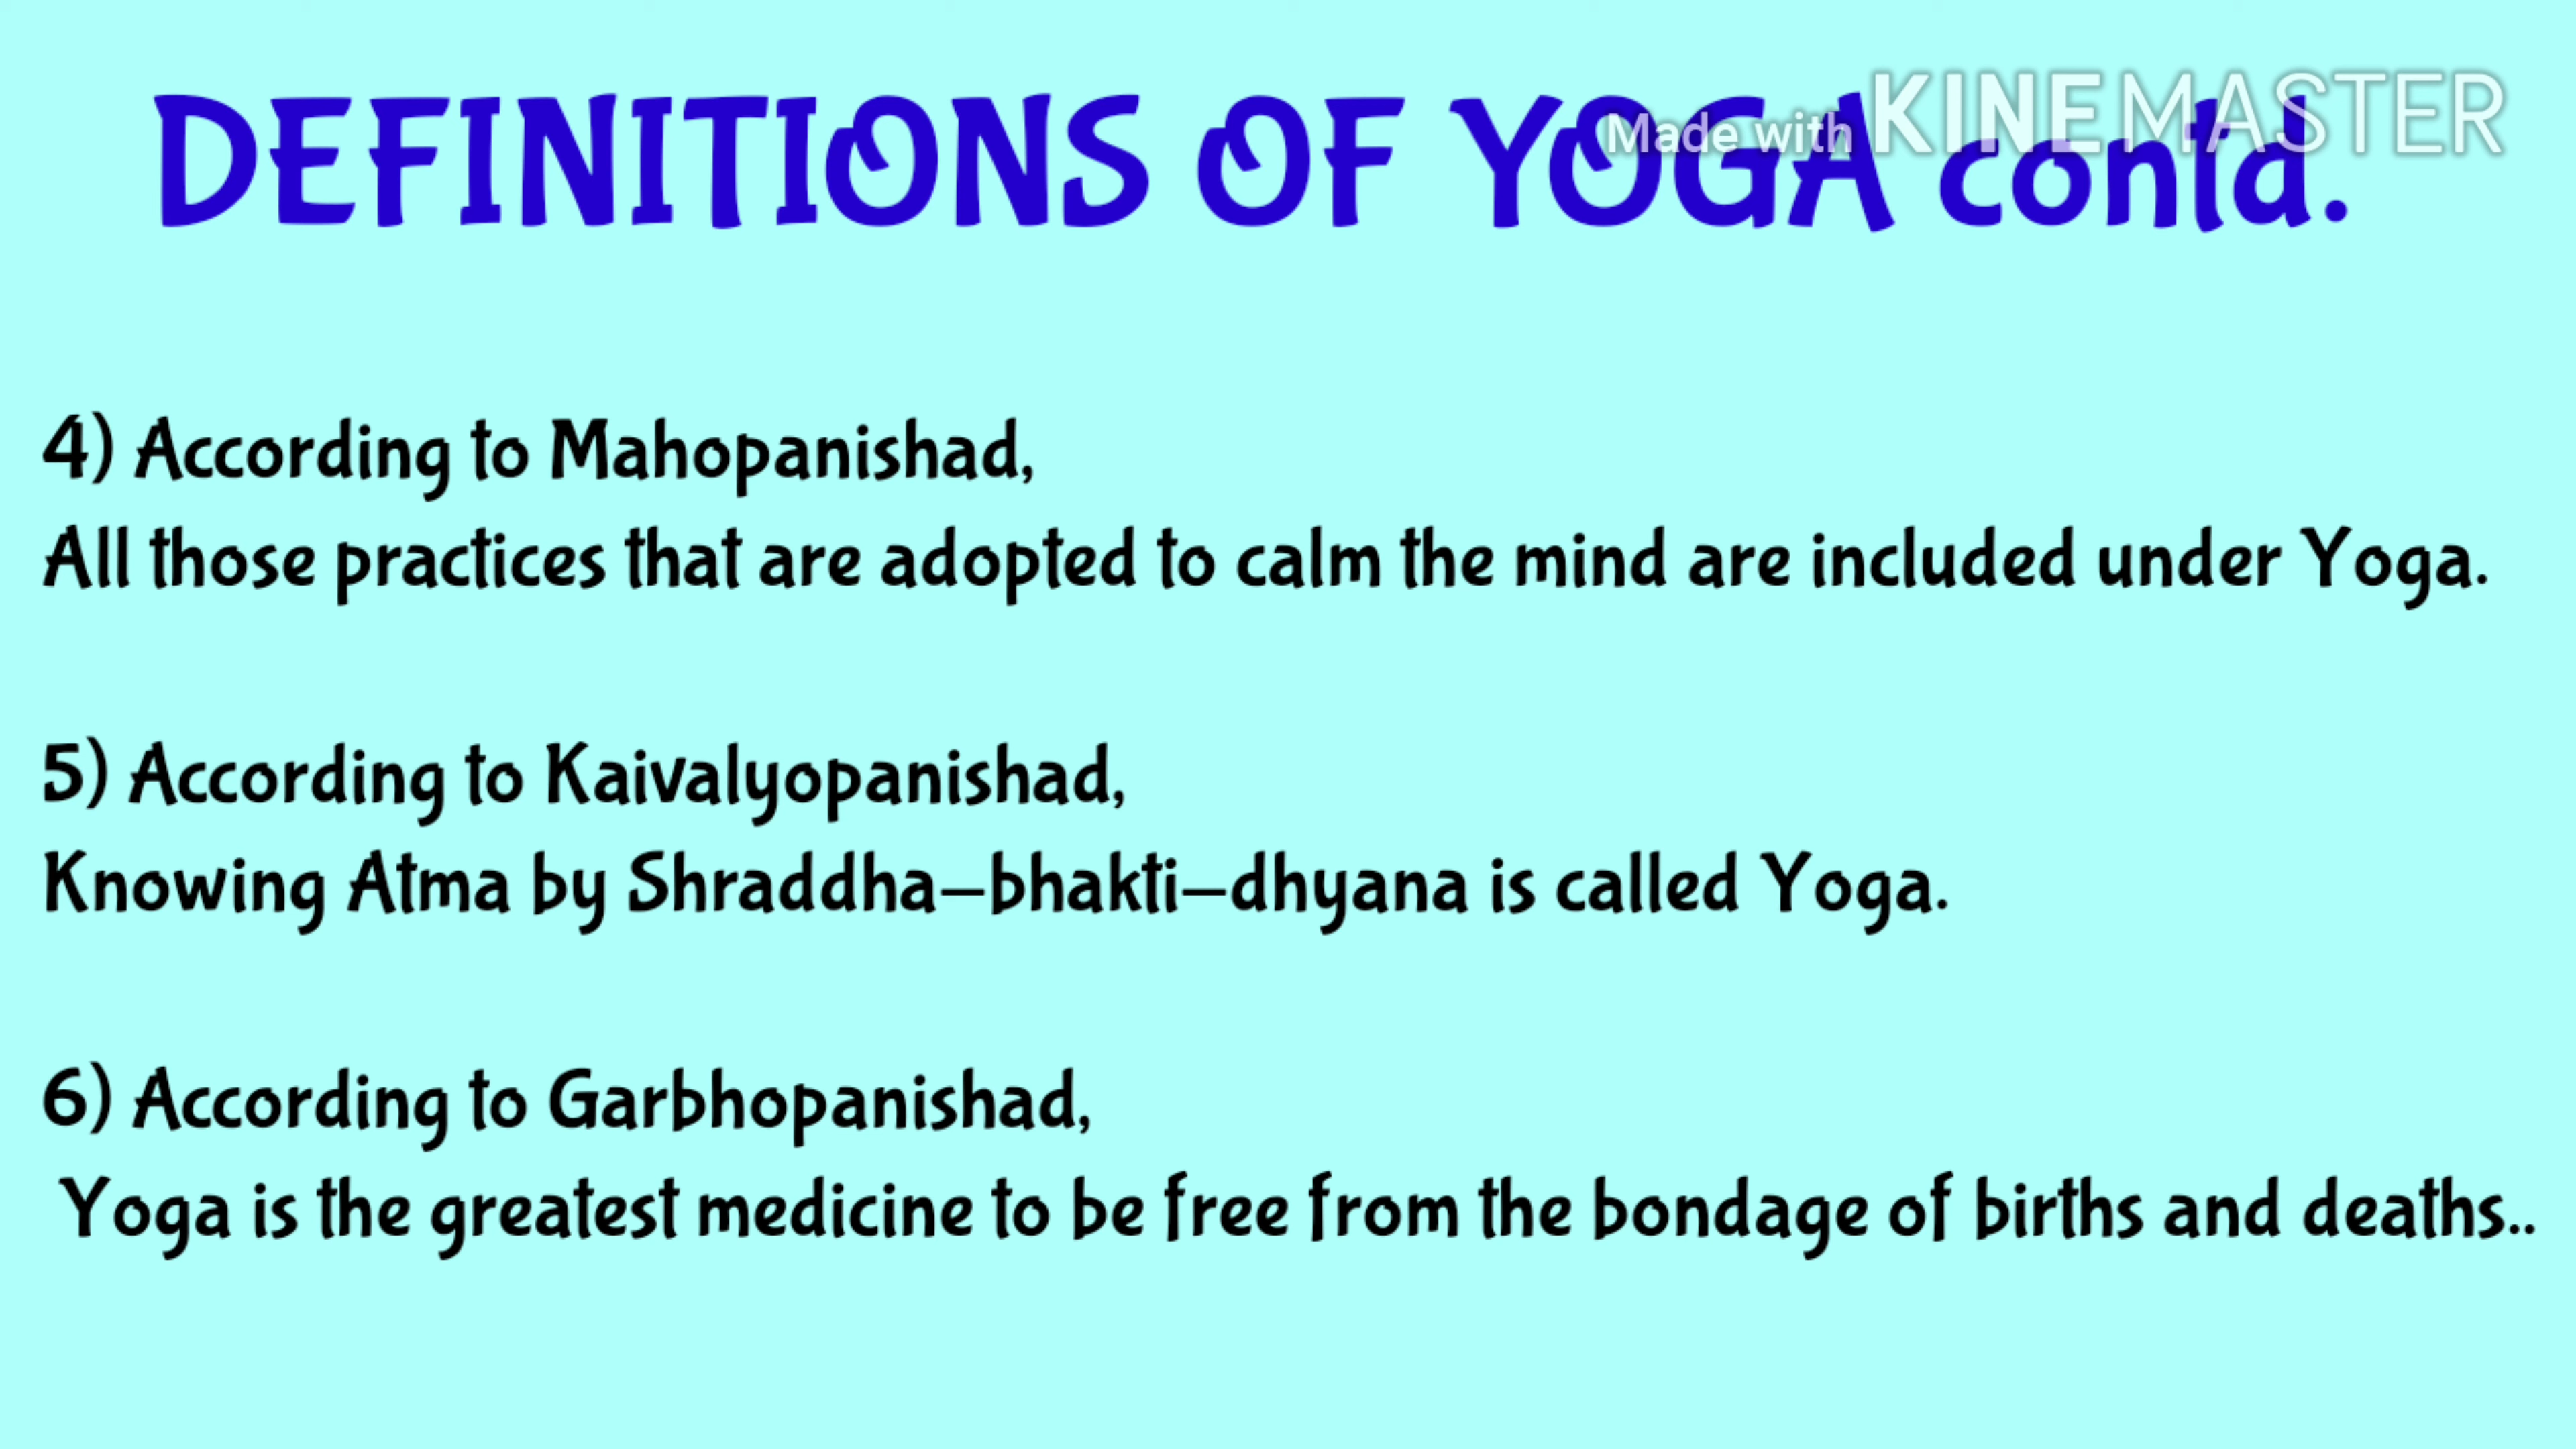 DEFINITIONS OF YOGA contd.
Made with KINEMASTER
4) According to Mahopanishad,
All those practices that are adopted to calm the mind are included under Yoga.
5) According to Kaivalyopanishad,
Knowing Atma by Shraddha-bhakti-dhyana is called Yoga.
6) According to Garbhopanishad,
Yoga is the greatest medicine to be free from the bondage of births and deaths..